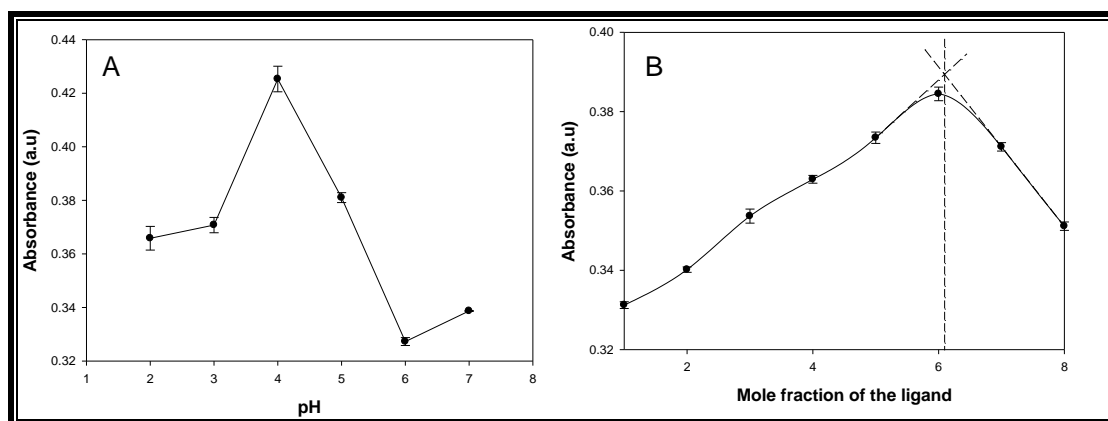 A
Absorbance (a.u)
0.44
0.42
0.40
0.38
0.36
0.34
0.32
1 2 3 4 5 6 7 8
pH
B
Absorbance (a.u)
0.40
0.38
0.36
0.34
0.32
2 4 6 8
Mole fraction of the ligand